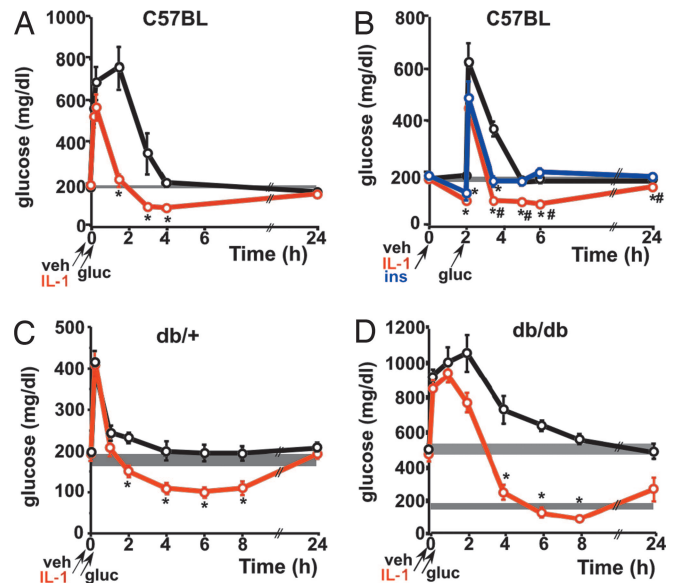 A
C57BL
glucose (mg/dl)
1000
800
600
400
200
0
* * *
0 2 4 6 // 24
Time (h)
veh
IL-1
gluc
B
C57BL
glucose (mg/dl)
800
600
400
200
0
* * * *# *# *# *#
0 2 4 6 // 24
Time (h)
veh
IL-1
ins
gluc
C
db/+
glucose (mg/dl)
500
400
300
200
100
0
* * * *
0 2 4 6 8 // 24
Time (h)
veh
IL-1
gluc
D
db/db
glucose (mg/dl)
1200
1000
800
600
400
200
0
* * *
0 2 4 6 8 // 24
Time (h)
veh
IL-1
gluc